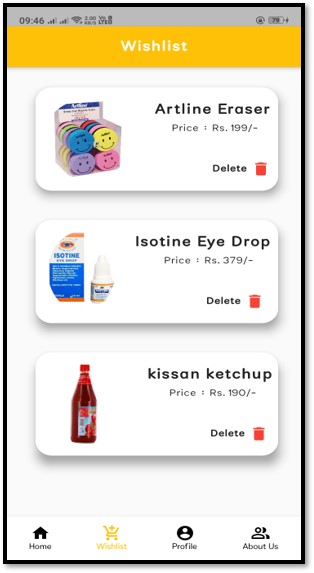 09:46 2.00 KB/S Vo LTE 79
Wishlist
Artline
Artline Eraser
Price : Rs. 199/-
Delete
Isotine Eye Drop
ISOTINE
EYE DROP
Price : Rs. 379/-
Delete
kissan ketchup
Price : Rs. 190/-
Delete
Home Wishlist Profile About Us